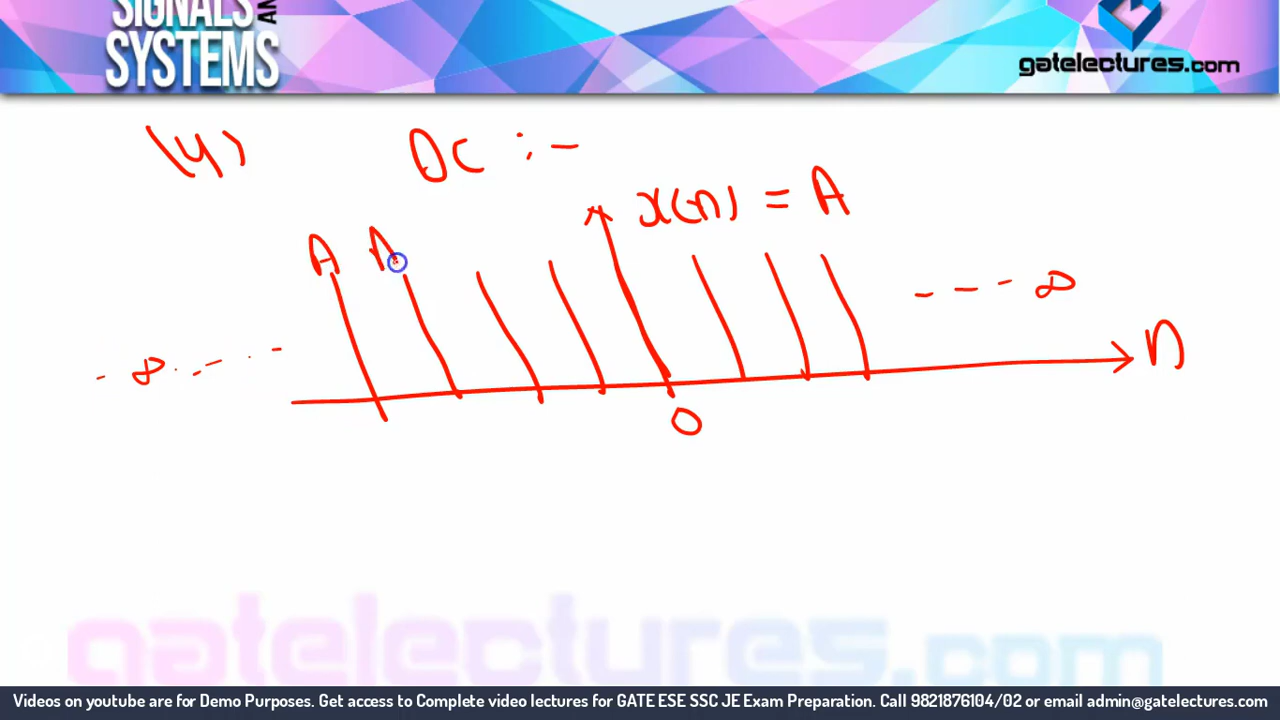 SIGNALS AND
SYSTEMS
gatelectures.com
(4) DC :-
x(n) = A
A A
∞ --- --- ∞
n
0
gatelectures.com
Videos on youtube are for Demo Purposes. Get access to Complete video lectures for GATE ESE SSC JE Exam Preparation. Call 9821876104/02 or email admin@gatelectures.com